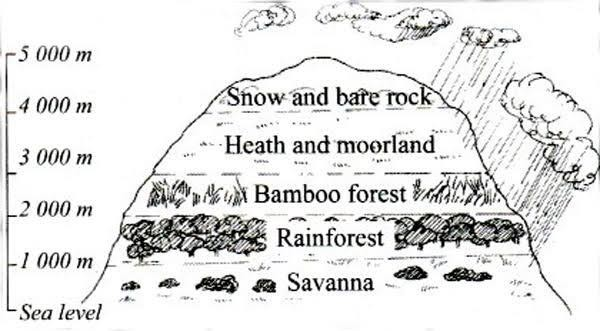 5 000 m
Snow and bare rock
4 000 m
Heath and moorland
3 000 m
Bamboo forest
2 000 m
Rainforest
1 000 m
Savanna
Sea level